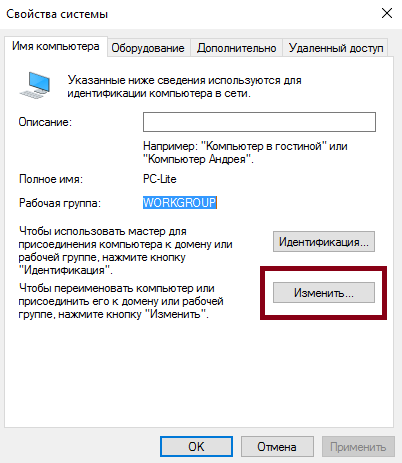 Свойства системы
Имя компьютера
Оборудование
Дополнительно
Удаленный доступ
Указанные ниже сведения используются для
идентификации компьютера в сети.
Описание:
Например: "Компьютер в гостиной" или
"Компьютер Андрея".
Полное имя:
PC-Lite
Рабочая группа:
WORKGROUP
Чтобы использовать мастер для
присоединения компьютера к домену или
рабочей группе, нажмите кнопку
"Идентификация".
Идентификация...
Чтобы переименовать компьютер или
присоединить его к домену или рабочей
группе, нажмите кнопку "Изменить".
Изменить...
OK
Отмена
Применить